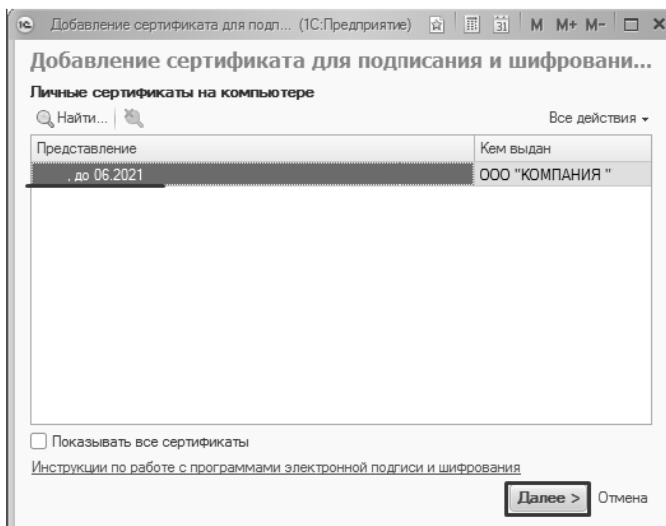 Добавление сертификата для подп... (1С:Предприятие) 31 M M+ M-
Добавление сертификата для подписания и шифровани...
Личные сертификаты на компьютере
Найти... Все действия
Представление Кем выдан
, до 06.2021 ООО "КОМПАНИЯ "
Показывать все сертификаты
Инструкции по работе с программами электронной подписи и шифрования
Далее > Отмена